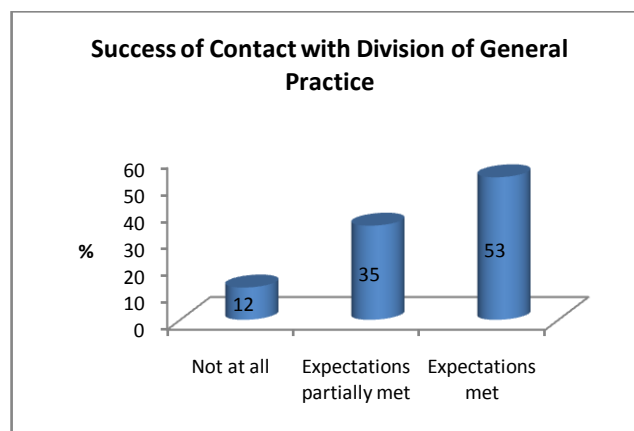 Success of Contact with Division of General
Practice
%
60
50
40
30
20
10
0
12
35
53
Not at all
Expectations
partially met
Expectations
met